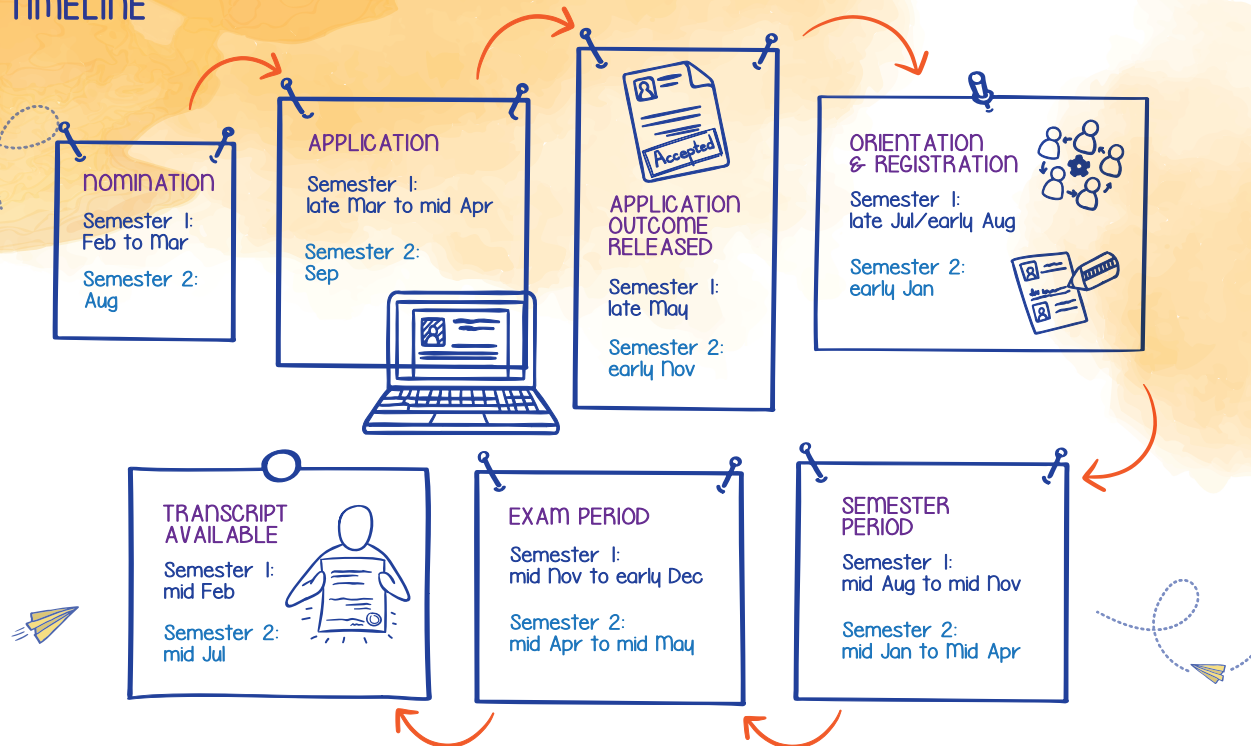 TIMELINE
NOMINATION
Semester 1:
Feb to Mar
Semester 2:
Aug
APPLICATION
Semester 1:
late Mar to mid Apr
Semester 2:
Sep
Accepted
APPLICATION
OUTCOME
RELEASED
Semester 1:
late May
Semester 2:
early Nov
ORIENTATION
& REGISTRATION
Semester 1:
late Jul/early Aug
Semester 2:
early Jan
SEMESTER
PERIOD
Semester 1:
mid Aug to mid Nov
Semester 2:
mid Jan to Mid Apr
EXAM PERIOD
Semester 1:
mid Nov to early Dec
Semester 2:
mid Apr to mid May
TRANSCRIPT
AVAILABLE
Semester 1:
mid Feb
Semester 2:
mid Jul